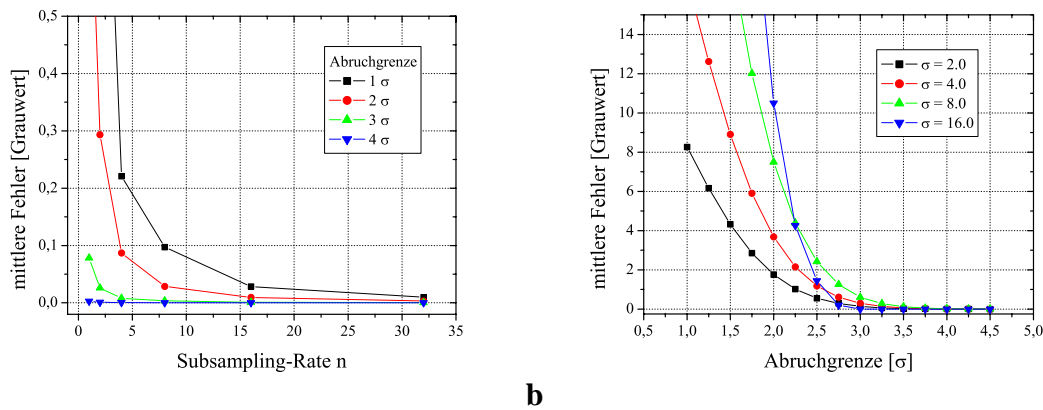 0,5
0,4
0,3
0,2
0,1
0,0
mittlere Fehler [Grauwert]
Abruchgrenze
1 σ
2 σ
3 σ
4 σ
0 5 10 15 20 25 30 35
Subsampling-Rate n
b
14
12
10
8
6
4
2
0
mittlere Fehler [Grauwert]
σ = 2.0
σ = 4.0
σ = 8.0
σ = 16.0
0,5 1,0 1,5 2,0 2,5 3,0 3,5 4,0 4,5 5,0
Abruchgrenze [σ]